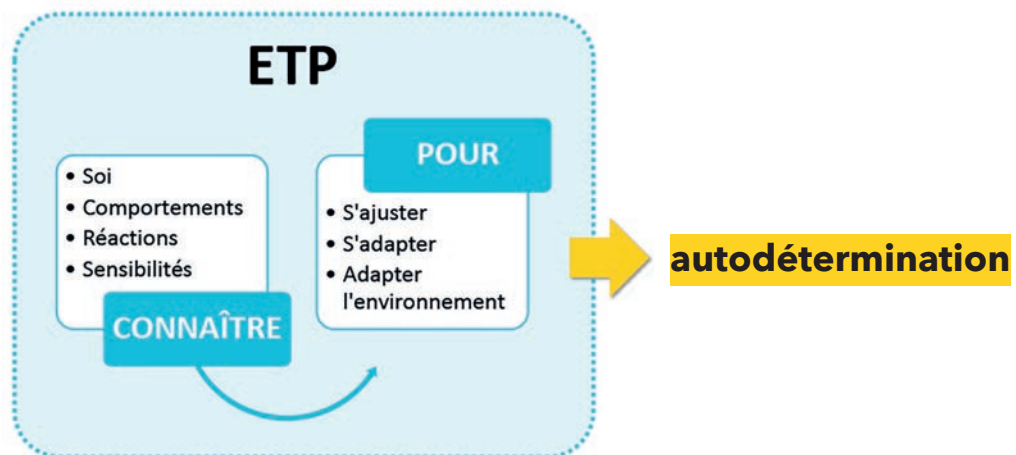 ETP
• Soi
• Comportements
• Réactions
• Sensibilités
CONNAÎTRE
POUR
• S'ajuster
• S'adapter
• Adapter
l'environnement
autodétermination